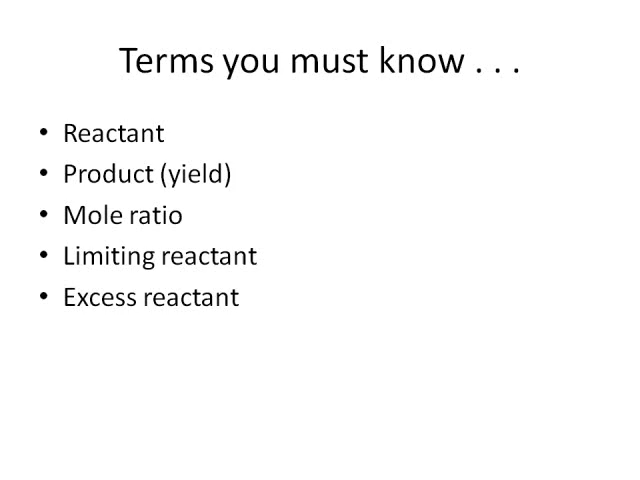 Terms you must know . . .
• Reactant
• Product (yield)
• Mole ratio
• Limiting reactant
• Excess reactant